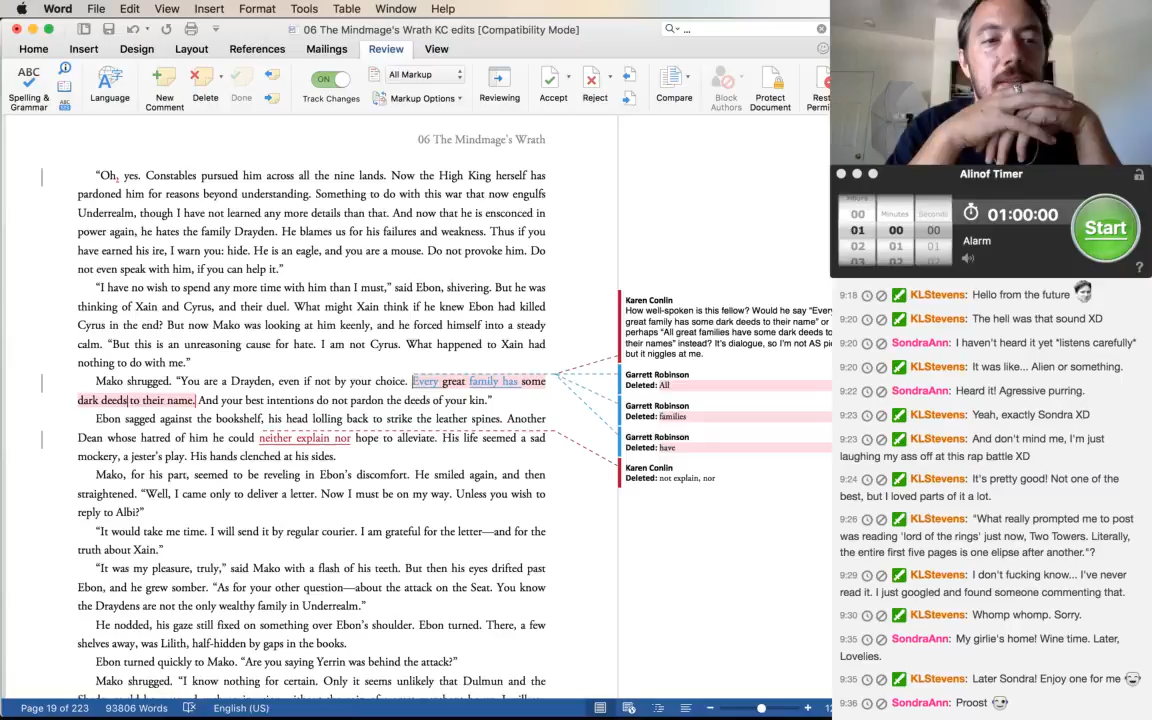 Word File Edit View Insert Format Tools Table Window Help
06 The Mindmage's Wrath KC edits [Compatibility Mode]
...
Home Insert Design Layout References Mailings Review View
ABC
Spelling & Grammar
Language
New Comment
Delete
Done
ON
Track Changes
All Markup
Markup Options
Reviewing
Accept
Reject
Compare
Block Authors
Protect Document
06 The Mindmage's Wrath
“Oh, yes. Constables pursued him across all the nine lands. Now the High King herself has
pardoned him for reasons beyond understanding. Something to do with this war that now engulfs
Underrealm, though I have not learned any more details than that. And now that he is ensconced in
power again, he hates the family Drayden. He blames us for his failures and weakness. Thus if you
have earned his ire, I warn you: hide. He is an eagle, and you are a mouse. Do not provoke him. Do
not even speak with him, if you can help it.”
“I have no wish to spend any more time with him than I must,” said Ebon, shivering. But he was
thinking of Xain and Cyrus, and their duel. What might Xain think if he knew Ebon had killed
Cyrus in the end? But now Mako was looking at him keenly, and he forced himself into a steady
calm. “But this is an unreasoning cause for hate. I am not Cyrus. What happened to Xain had
nothing to do with me.”
Mako shrugged. “You are a Drayden, even if not by your choice. Every great family has some
dark deeds to their name. And your best intentions do not pardon the deeds of your kin.”
Ebon sagged against the bookshelf, his head lolling back to strike the leather spines. Another
Dean whose hatred of him he could neither explain nor hope to alleviate. His life seemed a sad
mockery, a jester’s play. His hands clenched at his sides.
Mako, for his part, seemed to be reveling in Ebon’s discomfort. He smiled again, and then
straightened. “Well, I came only to deliver a letter. Now I must be on my way. Unless you wish to
reply to Albi?”
“It would take me time. I will send it by regular courier. I am grateful for the letter—and for the
truth about Xain.”
“It was my pleasure, truly,” said Mako with a flash of his teeth. But then his eyes drifted past
Ebon, and he grew somber. “As for your other question—about the attack on the Seat. You know
the Draydens are not the only wealthy family in Underrealm.”
He nodded, his gaze still fixed on something over Ebon’s shoulder. Ebon turned. There, a few
shelves away, was Lilith, half-hidden by gaps in the books.
Ebon turned quickly to Mako. “Are you saying Yerrin was behind the attack?”
Mako shrugged. “I know nothing for certain. Only it seems unlikely that Dulmun and the
Karen Conlin
How well-spoken is this fellow? Would he say “Every
great family has some dark deeds to their name” or
perhaps “All great families have some dark deeds to
their names” instead? It’s dialogue, so I’m not AS
but it niggles at me.
Garrett Robinson
Deleted: All
Garrett Robinson
Deleted: families
Garrett Robinson
Deleted: have
Karen Conlin
Deleted: not explain, nor
Page 19 of 223 93806 Words English (US)
Alinof Timer
Minutes Seconds
00
01 00 00
02 01 01
02 02
01:00:00
Alarm
Start
?
9:18 KLStevens: Hello from the future
9:20 KLStevens: The hell was that sound XD
9:20 SondraAnn: I haven't heard it yet *listens carefully*
9:20 KLStevens: It was like... Alien or something.
9:22 SondraAnn: Heard it! Agressive purring.
9:23 KLStevens: Yeah, exactly Sondra XD
9:23 KLStevens: And don't mind me, I'm just
laughing my ass off at this rap battle XD
9:24 KLStevens: It's pretty good! Not one of the
best, but I loved parts of it a lot.
9:26 KLStevens: "What really prompted me to post
was reading 'lord of the rings' just now, Two Towers. Literally,
the entire first five pages is one elipse after another."?
9:29 KLStevens: I don't fucking know... I've never
read it. I just googled and found someone commenting that.
9:30 KLStevens: Whomp whomp. Sorry.
9:35 SondraAnn: My girlie's home! Wine time. Later,
Lovelies.
9:35 KLStevens: Later Sondra! Enjoy one for me
9:36 SondraAnn: Proost